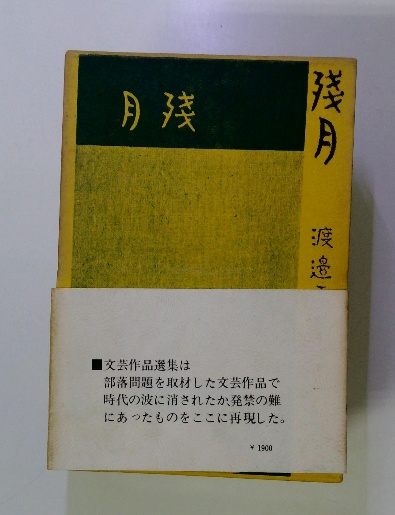 月残
残月
渡邉
■文芸作品選集は
部落問題を取材した文芸作品で
時代の波に消されたか、発禁の難
にあったものをここに再現した。
￥1900